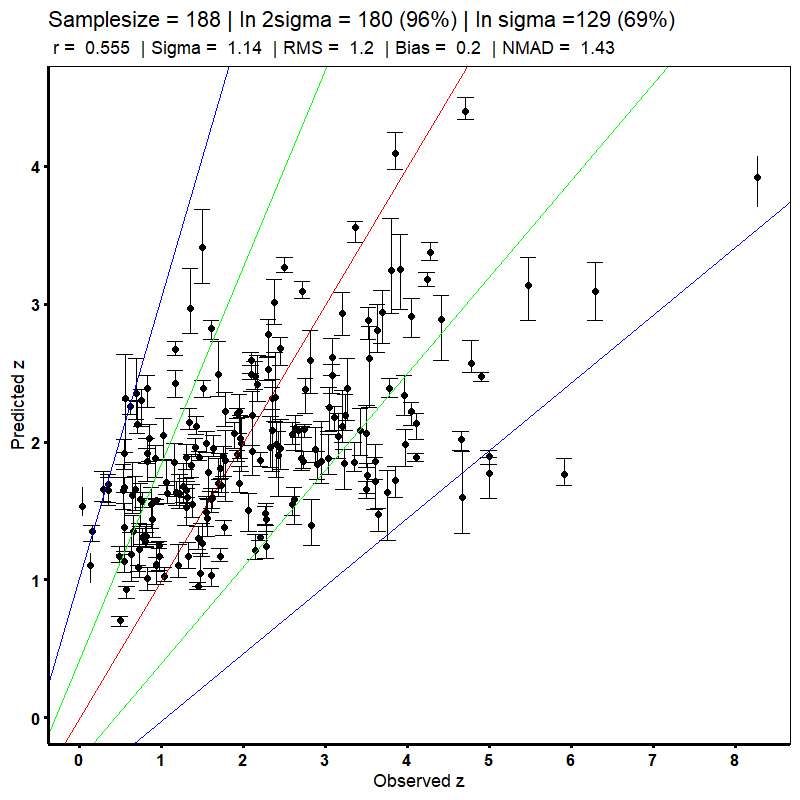 Samplesize = 188 | In 2sigma = 180 (96%) | In sigma =129 (69%)
r = 0.555 | Sigma = 1.14 | RMS = 1.2 | Bias = 0.2 | NMAD = 1.43
4
3
2
1
0
Predicted z
0 1 2 3 4 5 6 7 8
Observed z